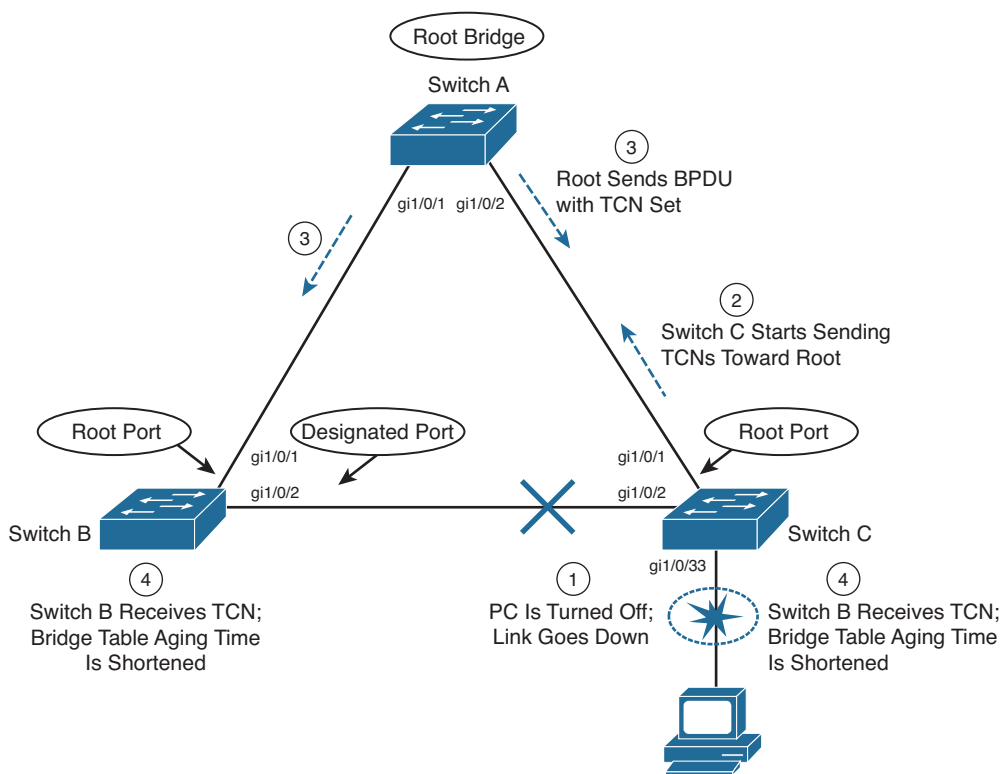 Root Bridge
Switch A
3
Root Sends BPDU
with TCN Set
gi1/0/1 gi1/0/2
3
2
Switch C Starts Sending
TCNs Toward Root
Root Port
Designated Port
Root Port
gi1/0/1
gi1/0/1
gi1/0/2
gi1/0/2
Switch B
Switch C
gi1/0/33
4
Switch B Receives TCN;
Bridge Table Aging Time
Is Shortened
1
PC Is Turned Off;
Link Goes Down
4
Switch B Receives TCN;
Bridge Table Aging Time
Is Shortened